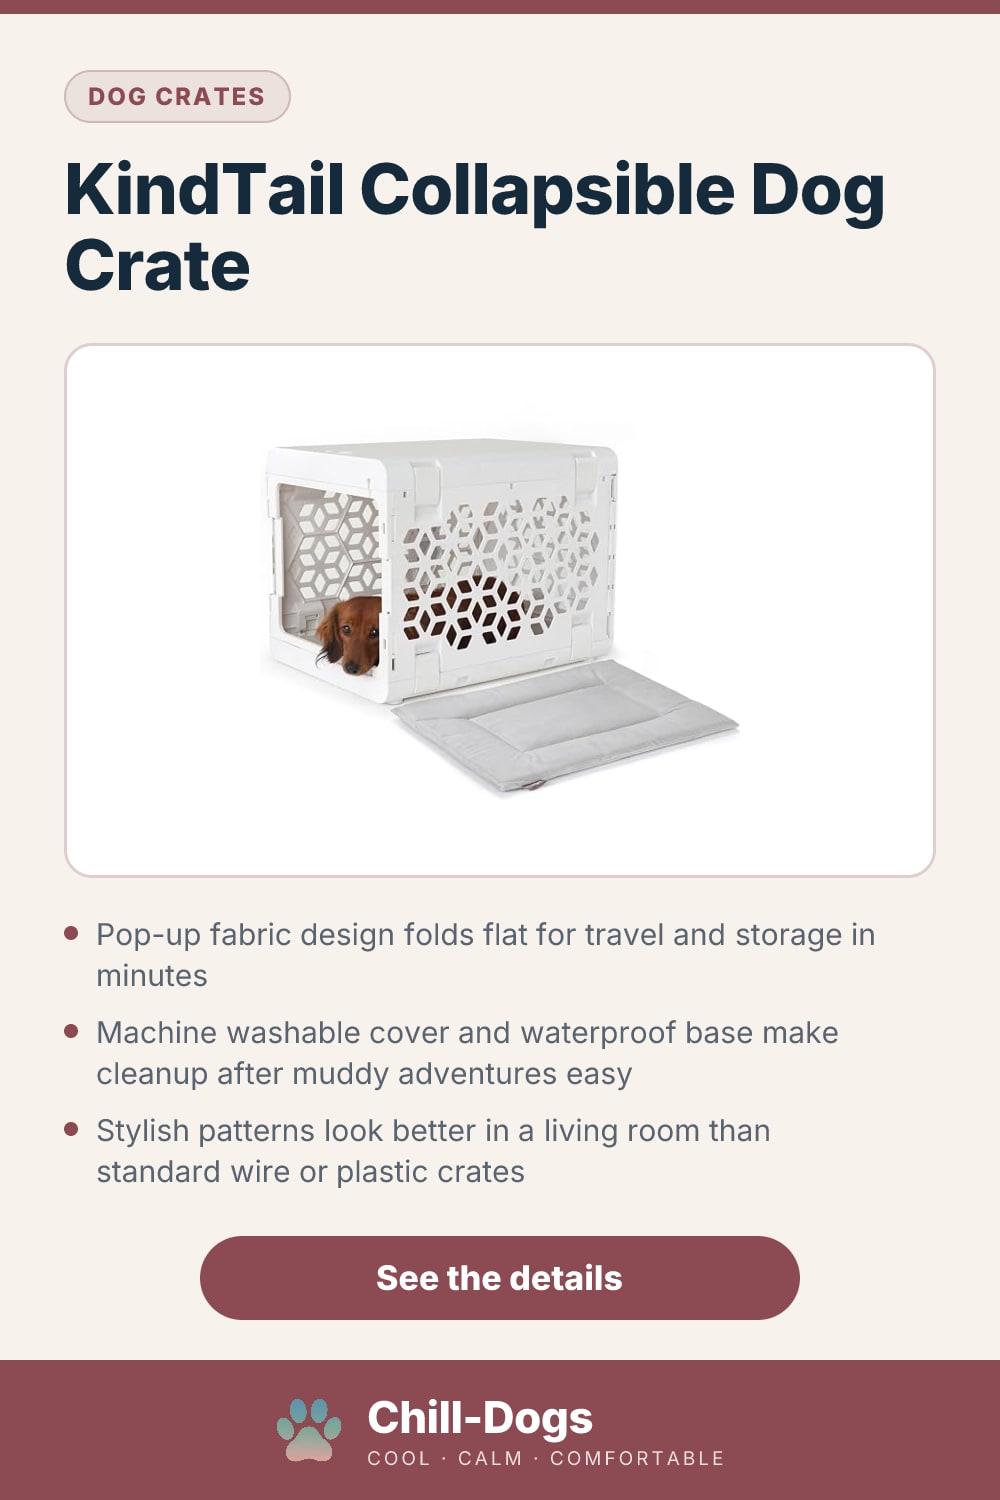 DOG CRATES
KindTail Collapsible Dog
Crate
Pop-up fabric design folds flat for travel and storage in
minutes
Machine washable cover and waterproof base make
cleanup after muddy adventures easy
Stylish patterns look better in a living room than
standard wire or plastic crates
See the details
Chill-Dogs
COOL · CALM · COMFORTABLE